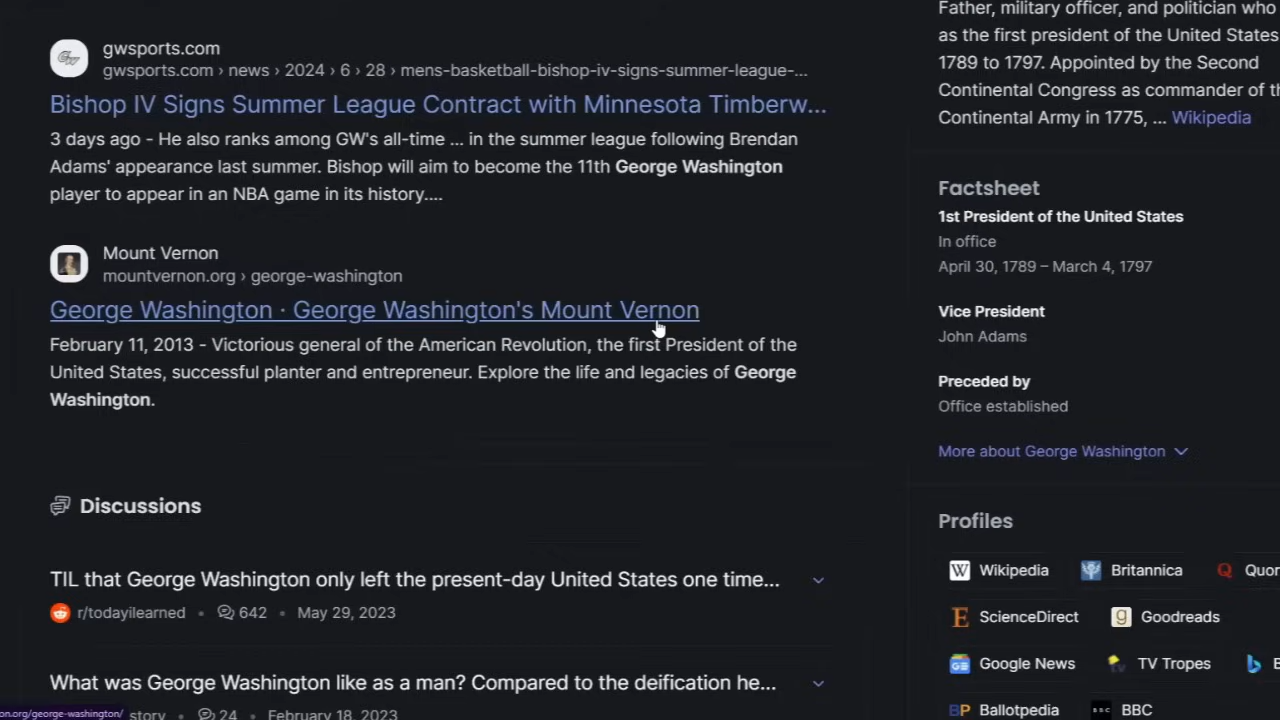 gwsports.com
gwsports.com › news › 2024 › 6 › 28 › mens-basketball-bishop-iv-signs-summer-league-...
Bishop IV Signs Summer League Contract with Minnesota Timberw...
3 days ago - He also ranks among GW's all-time ... in the summer league following Brendan
Adams' appearance last summer. Bishop will aim to become the 11th George Washington
player to appear in an NBA game in its history....
Mount Vernon
mountvernon.org › george-washington
George Washington · George Washington's Mount Vernon
February 11, 2013 - Victorious general of the American Revolution, the first President of the
United States, successful planter and entrepreneur. Explore the life and legacies of George
Washington.
Discussions
TIL that George Washington only left the present-day United States one time...
r/todayilearned • 642 • May 29, 2023
What was George Washington like as a man? Compared to the deification he...
story • 24 • February 18, 2023
on.org/george-washington/
Father, military officer, and politician who
as the first president of the United States
1789 to 1797. Appointed by the Second
Continental Congress as commander of th
Continental Army in 1775, ... Wikipedia
Factsheet
1st President of the United States
In office
April 30, 1789 – March 4, 1797
Vice President
John Adams
Preceded by
Office established
More about George Washington
Profiles
W Wikipedia Britannica Q Quor
E ScienceDirect g Goodreads
Google News tv TV Tropes B
BP Ballotpedia BBC BBC